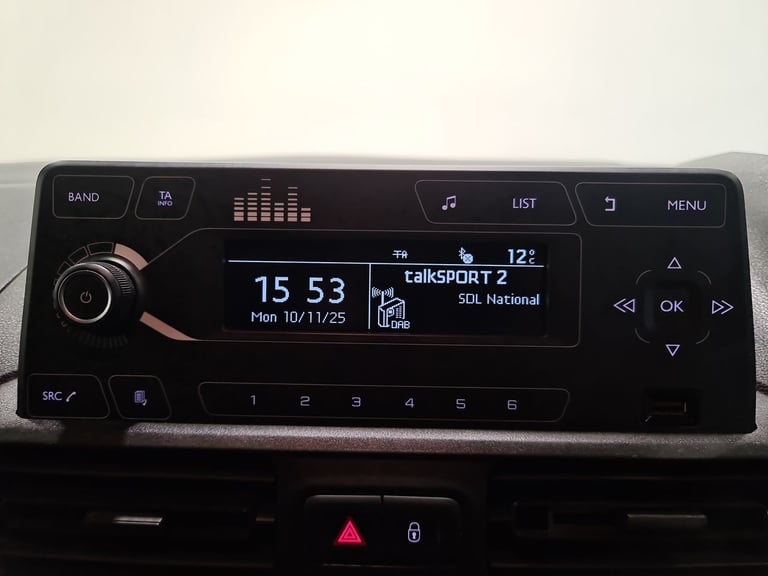 BAND
TA
INFO
LIST
MENU
TA
12°C
15 53
Mon 10/11/25
talkSPORT 2
SDL National
DAB
OK
SRC
1 2 3 4 5 6